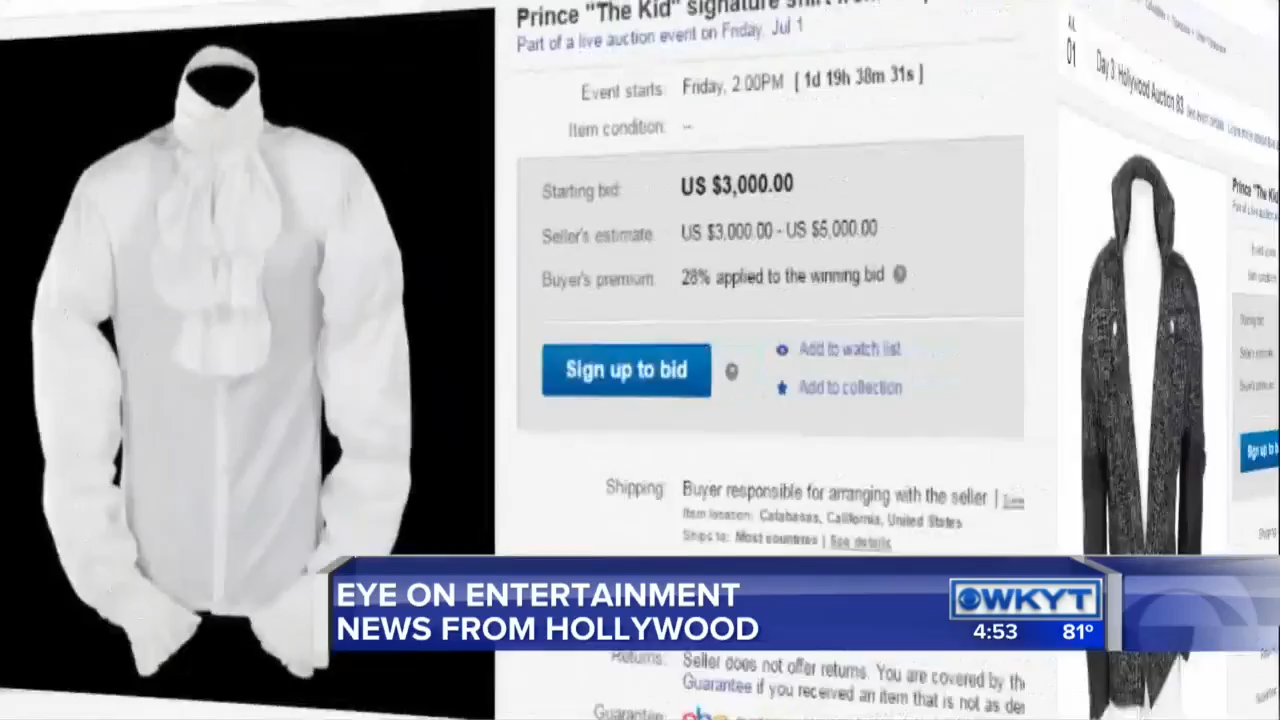 Prince "The Kid" signature shirt
Part of a live auction event on Friday, Jul 1
Event starts: Friday, 2:00PM [ 1d 19h 38m 31s ]
Item condition: --
Starting bid: US $3,000.00
Seller's estimate: US $3,000.00 - US $5,000.00
Buyer's premium: 28% applied to the winning bid
Sign up to bid
Add to watch list
Add to collection
Shipping: Buyer responsible for arranging with the seller |
Item location: Calabasas, California, United States
Ships to: Most countries | See details
Returns: Seller does not offer returns. You are covered by the
Guarantee if you received an item that is not as des
Guarantee: ebay
01
Day 3: Hollywood Auction 83
Prince "The Kid
Sign up to b
EYE ON ENTERTAINMENT
NEWS FROM HOLLYWOOD
WKYT
4:53 81°